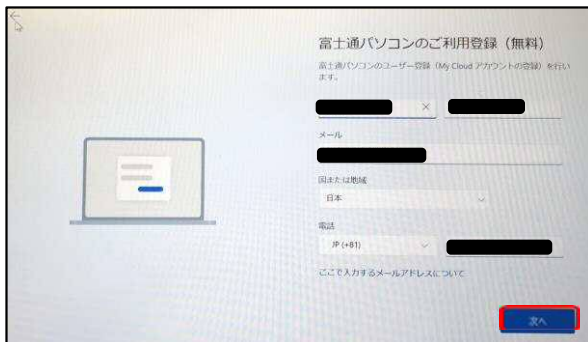 富士通パソコンのご利用登録（無料）
富士通パソコンのユーザー登録（My Cloud アカウントの登録）を行い
ます。
メール
国または地域
日本
電話
JP (+81)
ここで入力するメールアドレスについて
次へ